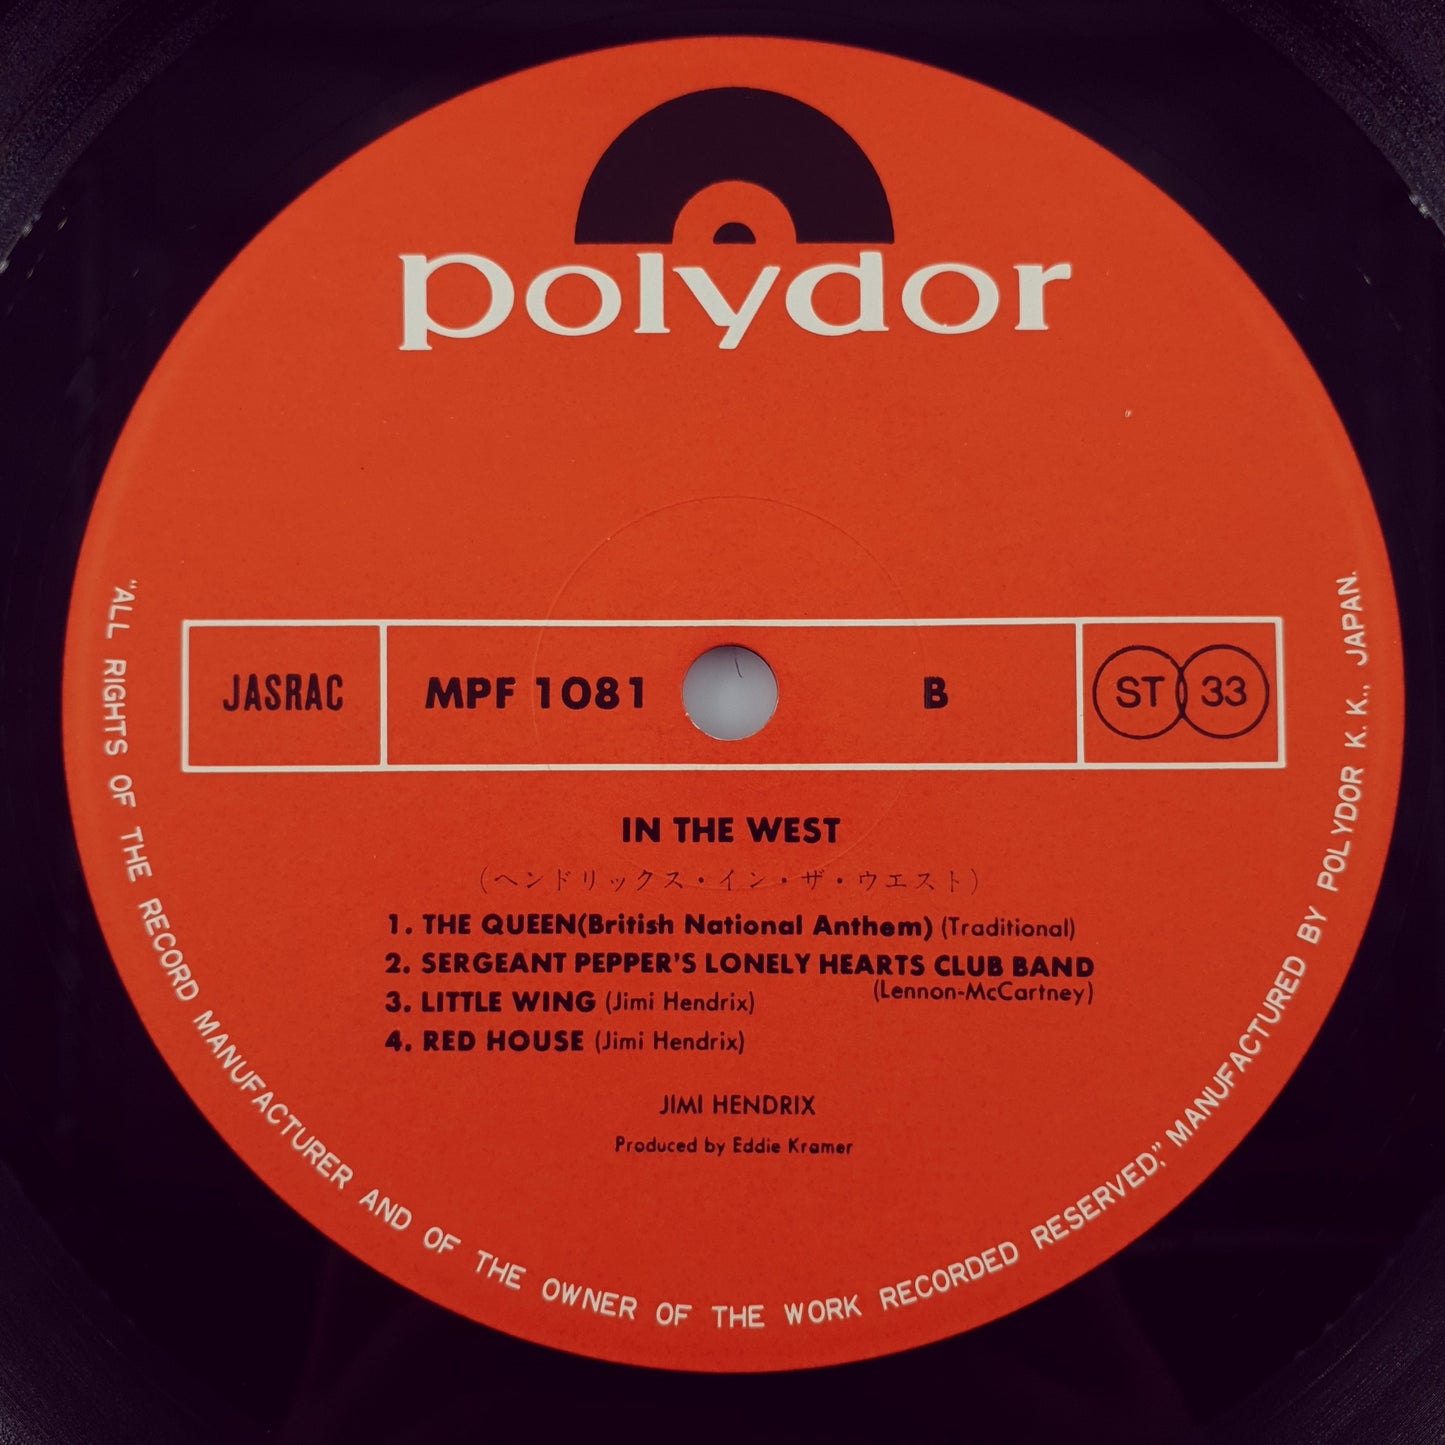 polydor
JASRAC
MPF 1081
B
ST
33
IN THE WEST
(ヘンドリックス・イン・ザ・ウエスト)
1. THE QUEEN(British National Anthem) (Traditional)
2. SERGEANT PEPPER'S LONELY HEARTS CLUB BAND
(Lennon-McCartney)
3. LITTLE WING (Jimi Hendrix)
4. RED HOUSE (Jimi Hendrix)
JIMI HENDRIX
Produced by Eddie Kramer
"ALL RIGHTS OF THE RECORD MANUFACTURER AND OF THE OWNER OF THE WORK RECORDED RESERVED," MANUFACTURED BY POLYDOR K. K., JAPAN.